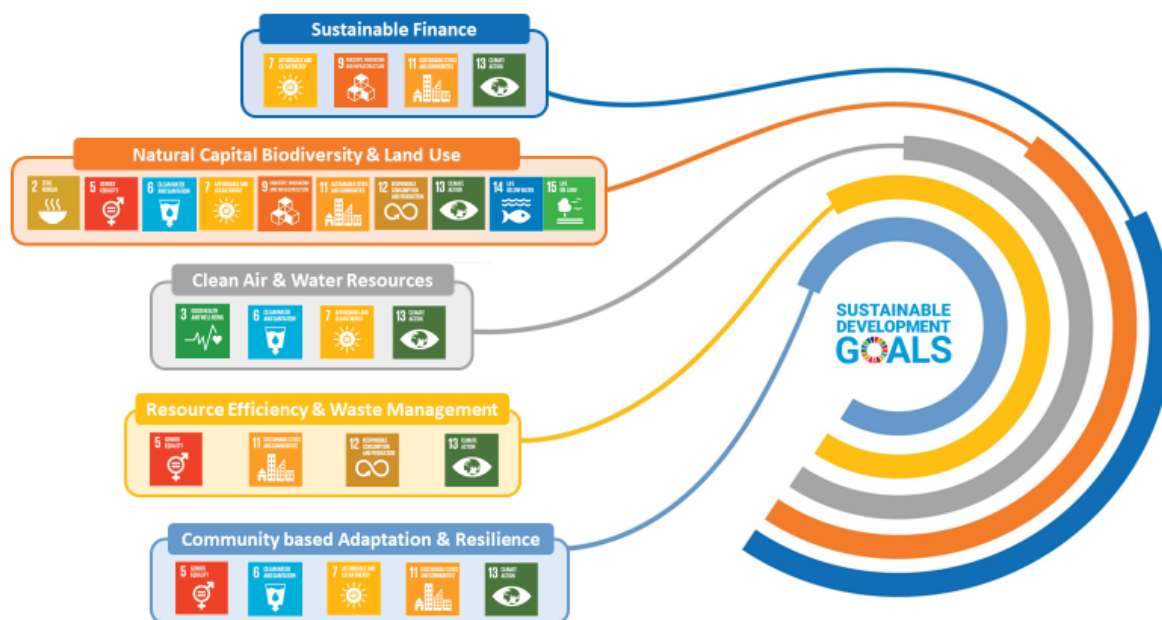 Sustainable Finance
7 AFFORDABLE AND
CLEAN ENERGY
9 INDUSTRY, INNOVATION
AND INFRASTRUCTURE
11 SUSTAINABLE CITIES
AND COMMUNITIES
13 CLIMATE
ACTION
Natural Capital Biodiversity & Land Use
2 ZERO
HUNGER
5 GENDER
EQUALITY
6 CLEAN WATER
AND SANITATION
7 AFFORDABLE AND
CLEAN ENERGY
9 INDUSTRY, INNOVATION
AND INFRASTRUCTURE
11 SUSTAINABLE CITIES
AND COMMUNITIES
12 RESPONSIBLE
CONSUMPTION
AND PRODUCTION
13 CLIMATE
ACTION
14 LIFE
BELOW WATER
15 LIFE
ON LAND
Clean Air & Water Resources
3 GOOD HEALTH
AND WELL-BEING
6 CLEAN WATER
AND SANITATION
7 AFFORDABLE AND
CLEAN ENERGY
13 CLIMATE
ACTION
SUSTAINABLE
DEVELOPMENT
GOALS
Resource Efficiency & Waste Management
5 GENDER
EQUALITY
11 SUSTAINABLE CITIES
AND COMMUNITIES
12 RESPONSIBLE
CONSUMPTION
AND PRODUCTION
13 CLIMATE
ACTION
Community based Adaptation & Resilience
5 GENDER
EQUALITY
6 CLEAN WATER
AND SANITATION
7 AFFORDABLE AND
CLEAN ENERGY
11 SUSTAINABLE CITIES
AND COMMUNITIES
13 CLIMATE
ACTION